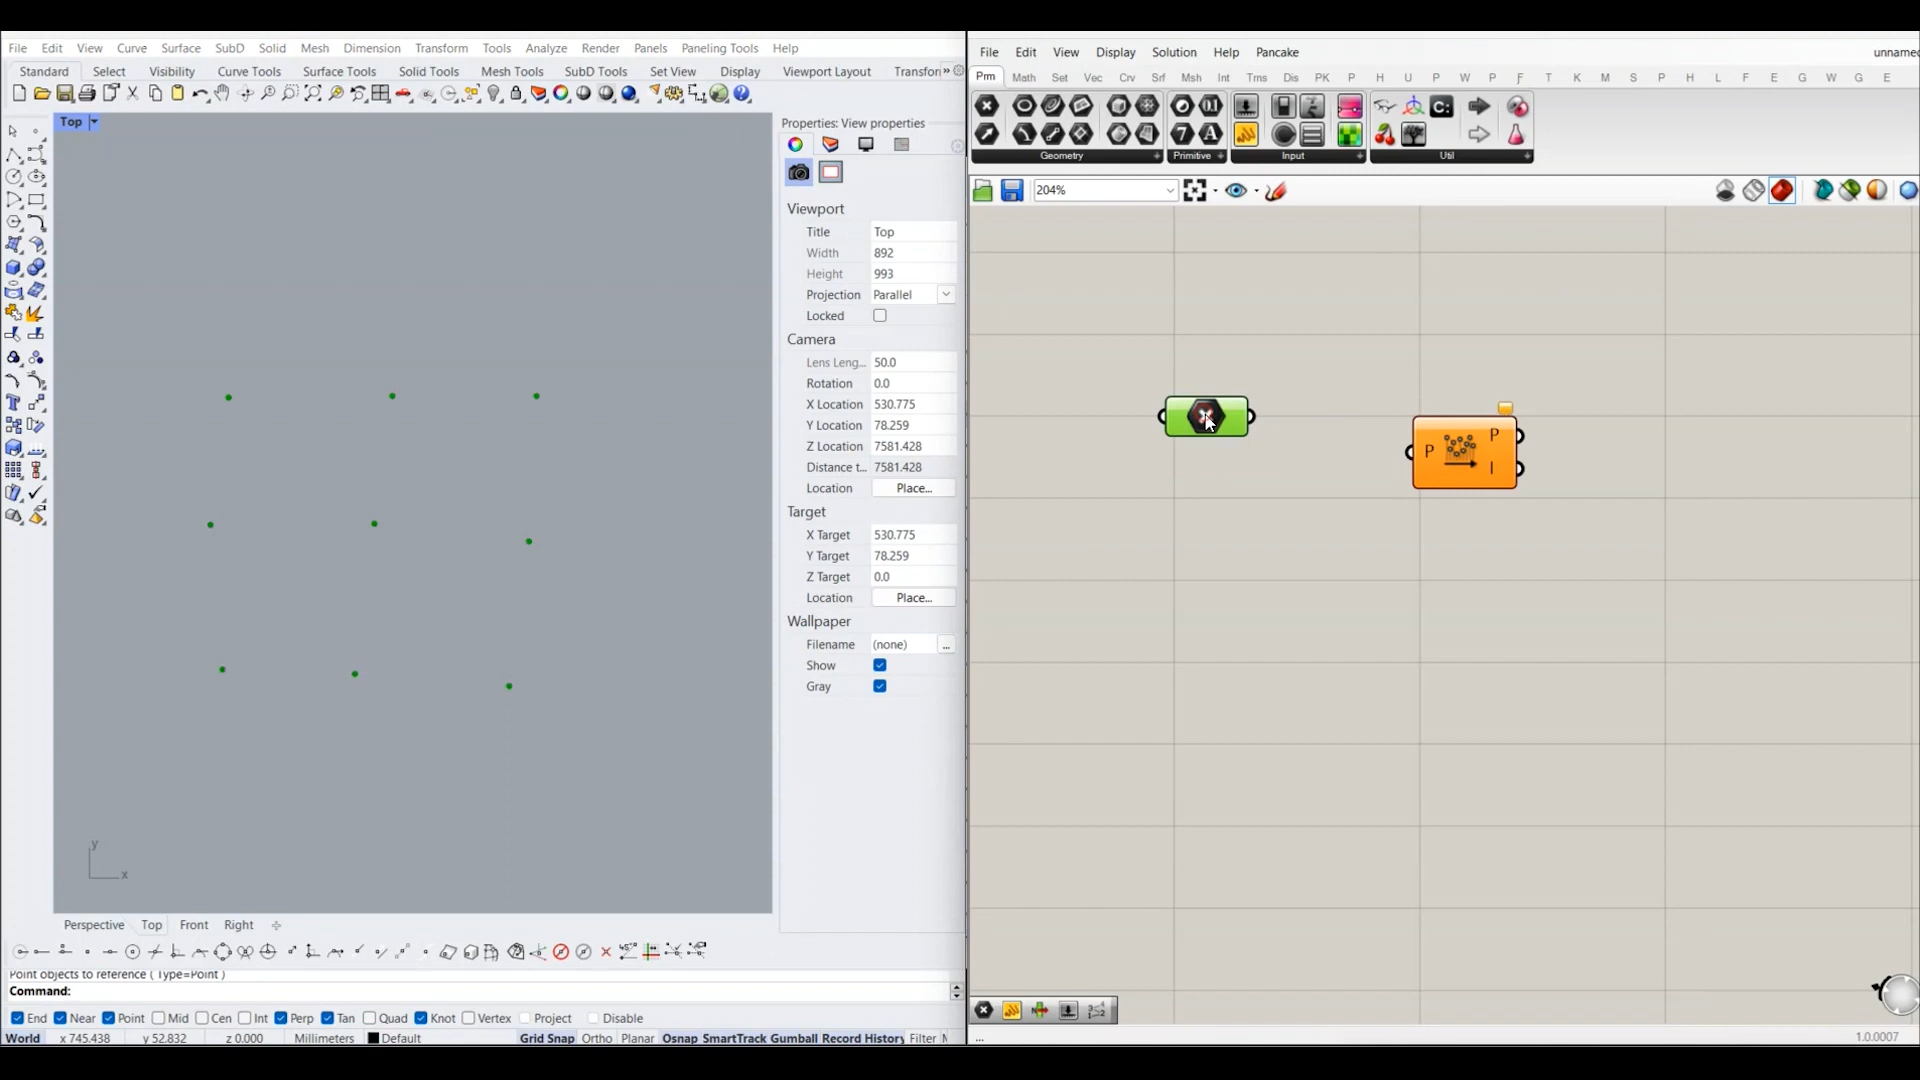 File Edit View Curve Surface SubD Solid Mesh Dimension Transform Tools Analyze Render Panels Paneling Tools Help
Standard Select Visibility Curve Tools Surface Tools Solid Tools Mesh Tools SubD Tools Set View Display Viewport Layout Transfor »
Top
y
x
Perspective Top Front Right
Properties: View properties
Viewport
Title Top
Width 892
Height 993
Projection Parallel
Locked
Camera
Lens Leng... 50.0
Rotation 0.0
X Location 530.775
Y Location 78.259
Z Location 7581.428
Distance t... 7581.428
Location Place...
Target
X Target 530.775
Y Target 78.259
Z Target 0.0
Location Place...
Wallpaper
Filename (none) ...
Show
Gray
Point objects to reference ( Type=Point )
Command:
End Near Point Mid Cen Int Perp Tan Quad Knot Vertex Project Disable
World x 745.438 y 52.832 z 0.000 Millimeters Default Grid Snap Ortho Planar Osnap SmartTrack Gumball Record History Filter
File Edit View Display Solution Help Pancake unnamed
Prm Math Set Vec Crv Srf Msh Int Trns Dis PK P H U P W P F T K M S P R H L F E G W G E
C:
7 A
Geometry Primitive Input Util
204%
P P
I
...
1.0.0007